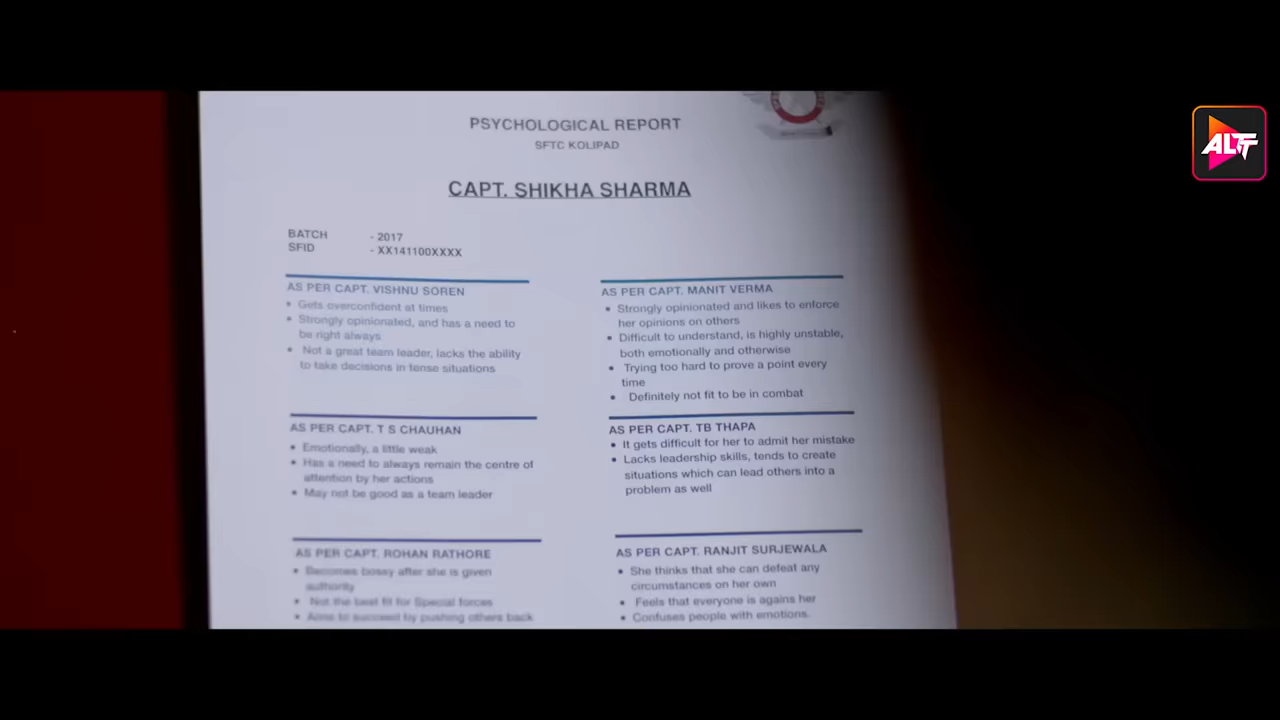 PSYCHOLOGICAL REPORT
SFTC KOLIPAD
CAPT. SHIKHA SHARMA
BATCH - 2017
SFID - XX141100XXXX
AS PER CAPT. VISHNU SOREN
• Gets overconfident at times
• Strongly opinionated, and has a need to
be right always
• Not a great team leader, lacks the ability
to take decisions in tense situations
AS PER CAPT. MANIT VERMA
• Strongly opinionated and likes to enforce
her opinions on others
• Difficult to understand, is highly unstable,
both emotionally and otherwise
• Trying too hard to prove a point every
time
• Definitely not fit to be in combat
AS PER CAPT. T S CHAUHAN
• Emotionally, a little weak
• Has a need to always remain the centre of
attention by her actions
• May not be good as a team leader
AS PER CAPT. TB THAPA
• It gets difficult for her to admit her mistake
• Lacks leadership skills, tends to create
situations which can lead others into a
problem as well
AS PER CAPT. ROHAN RATHORE
• Becomes bossy after she is given
authority
• Not the best fit for Special forces
• Aims to succeed by pushing others back
AS PER CAPT. RANJIT SURJEWALA
• She thinks that she can defeat any
circumstances on her own
• Feels that everyone is agains her
• Confuses people with emotions.
ALTT